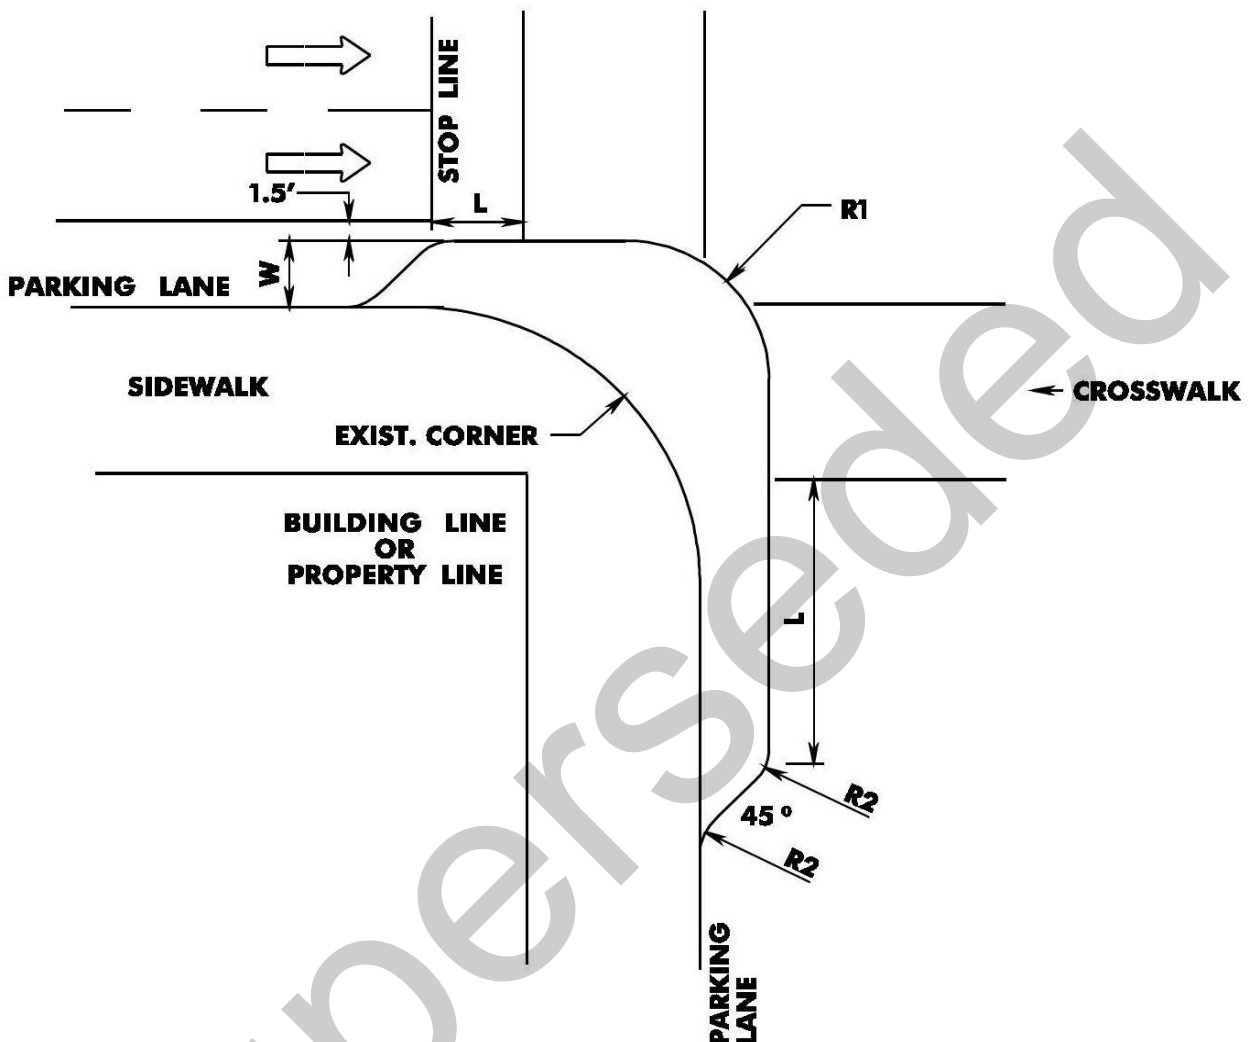 STOP LINE
1.5’
L
R1
W
PARKING LANE
SIDEWALK
CROSSWALK
EXIST. CORNER
BUILDING LINE
OR
PROPERTY LINE
L
R2
45 º
R2
PARKING
LANE
perseded